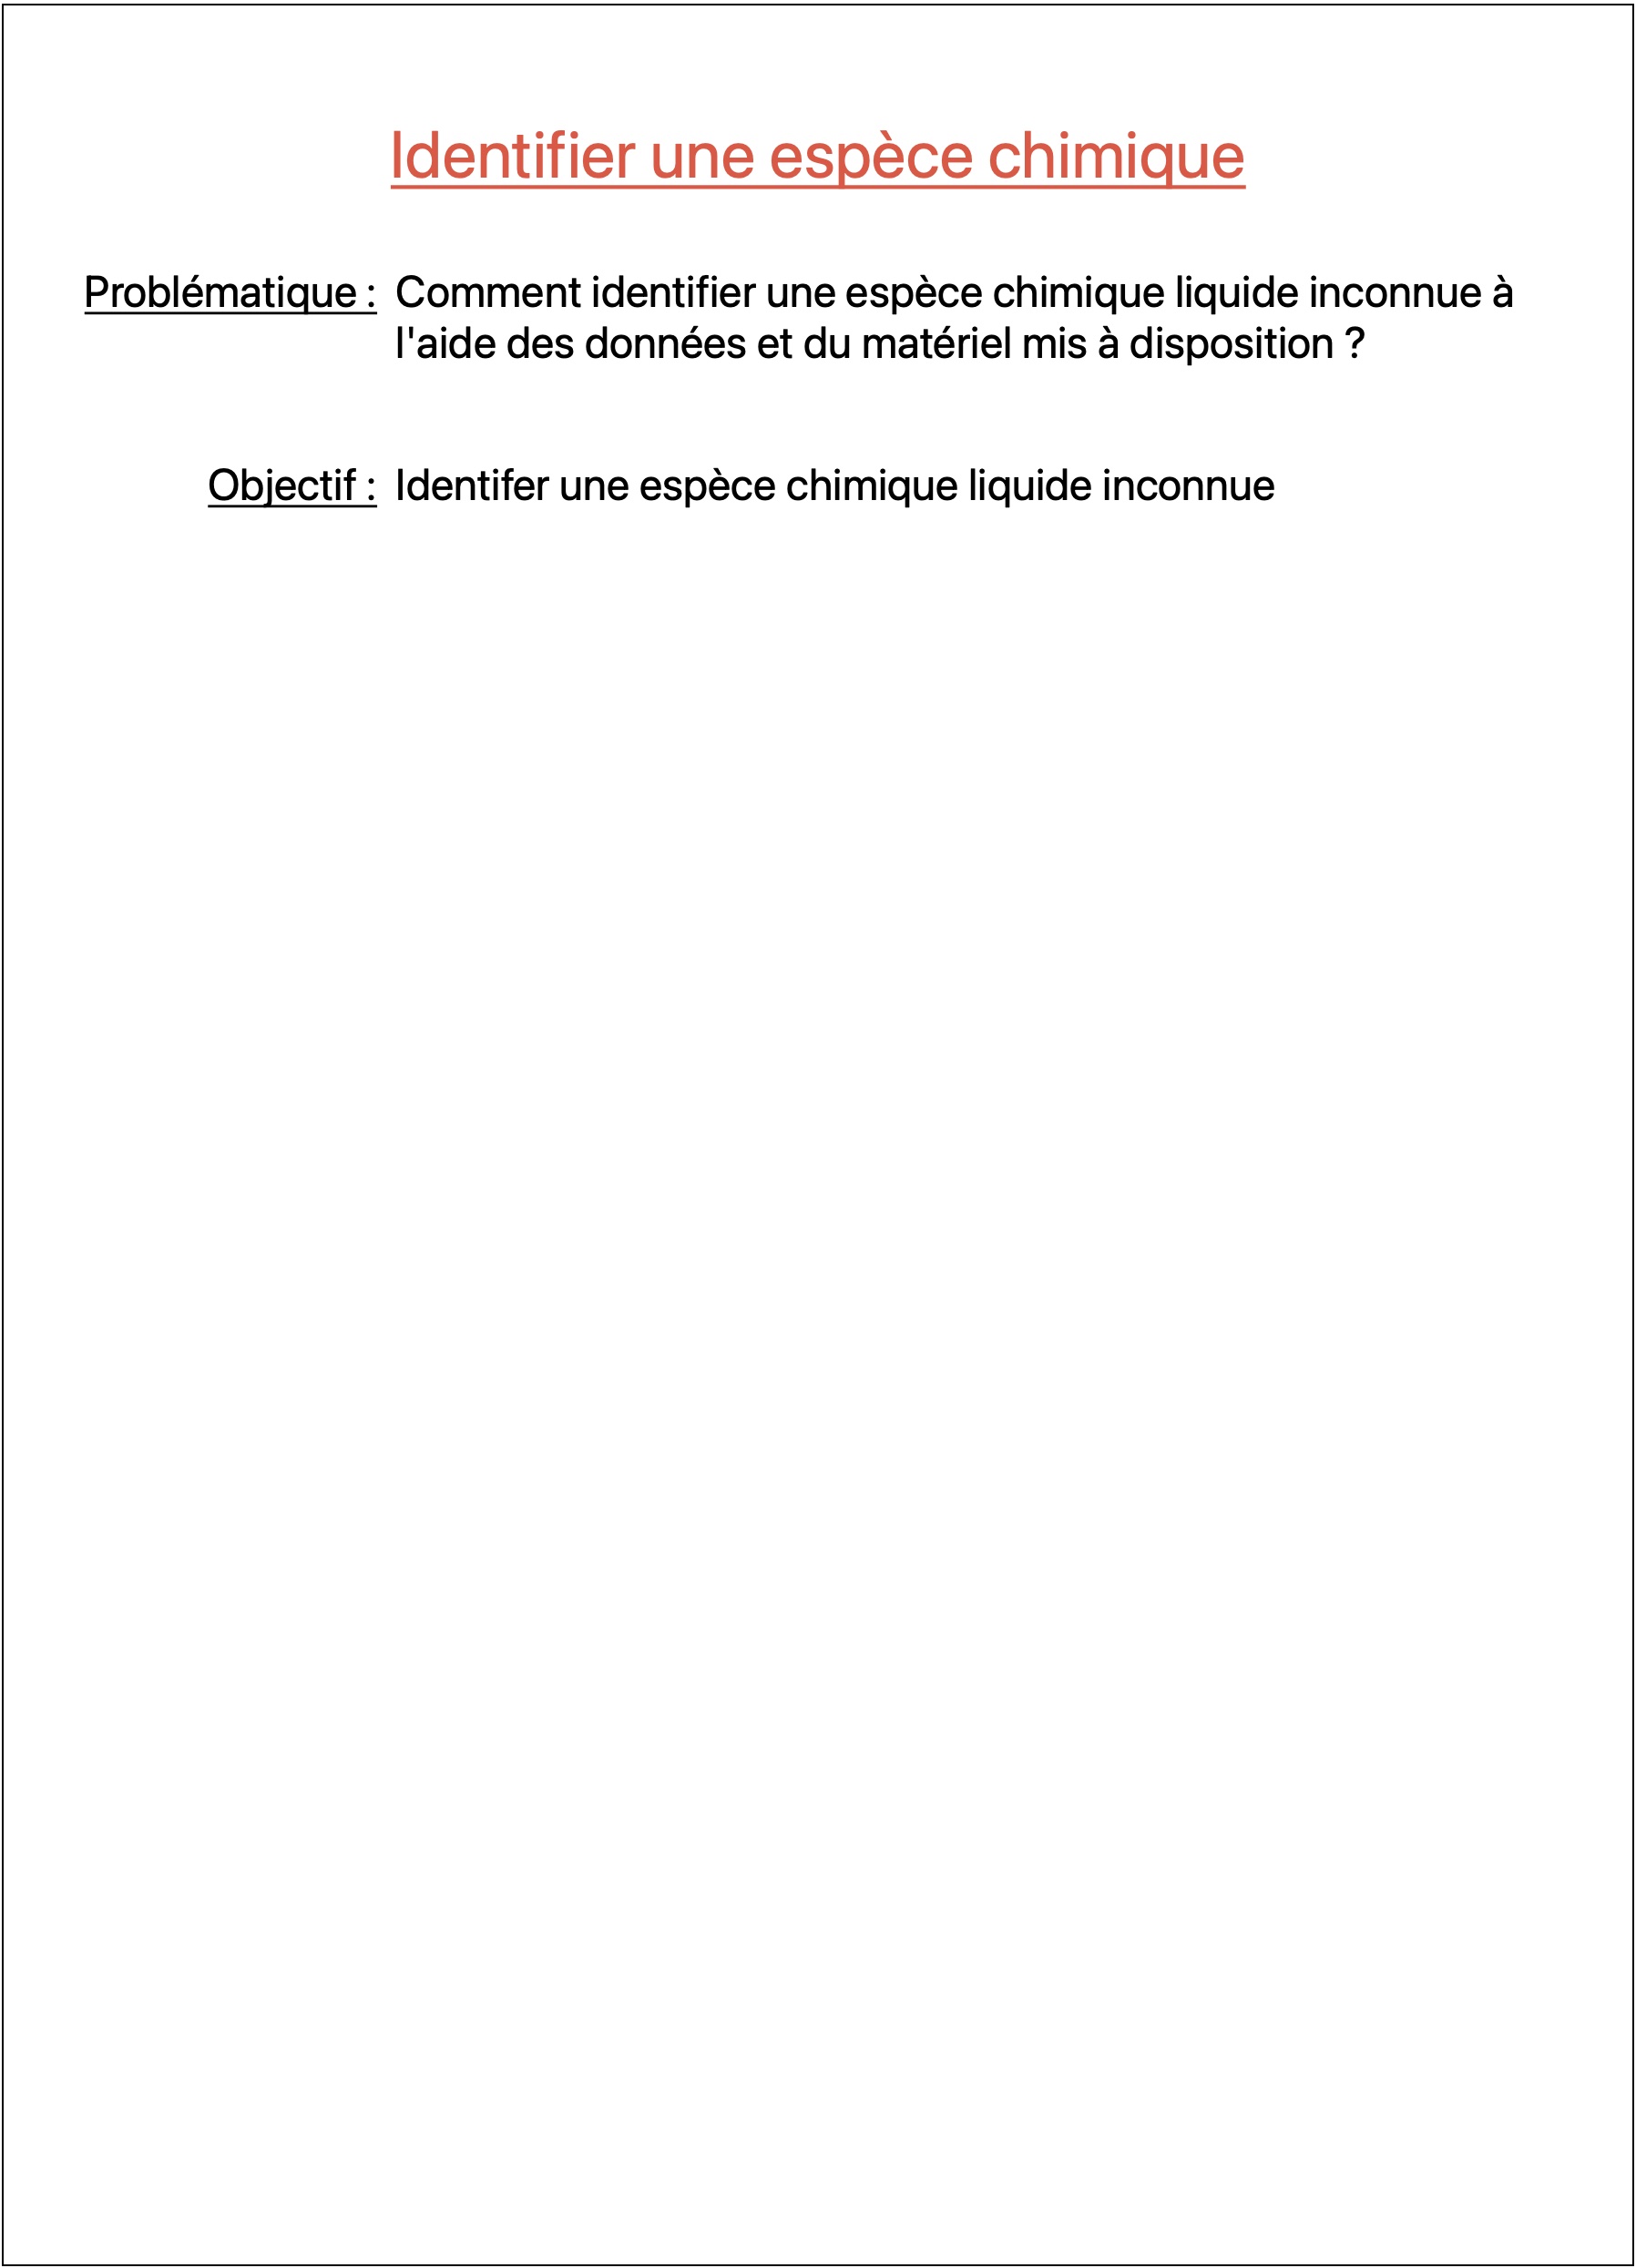 Identifier une espèce chimique
Problématique : Comment identifier une espèce chimique liquide inconnue à
l'aide des données et du matériel mis à disposition ?
Objectif : Identifer une espèce chimique liquide inconnue